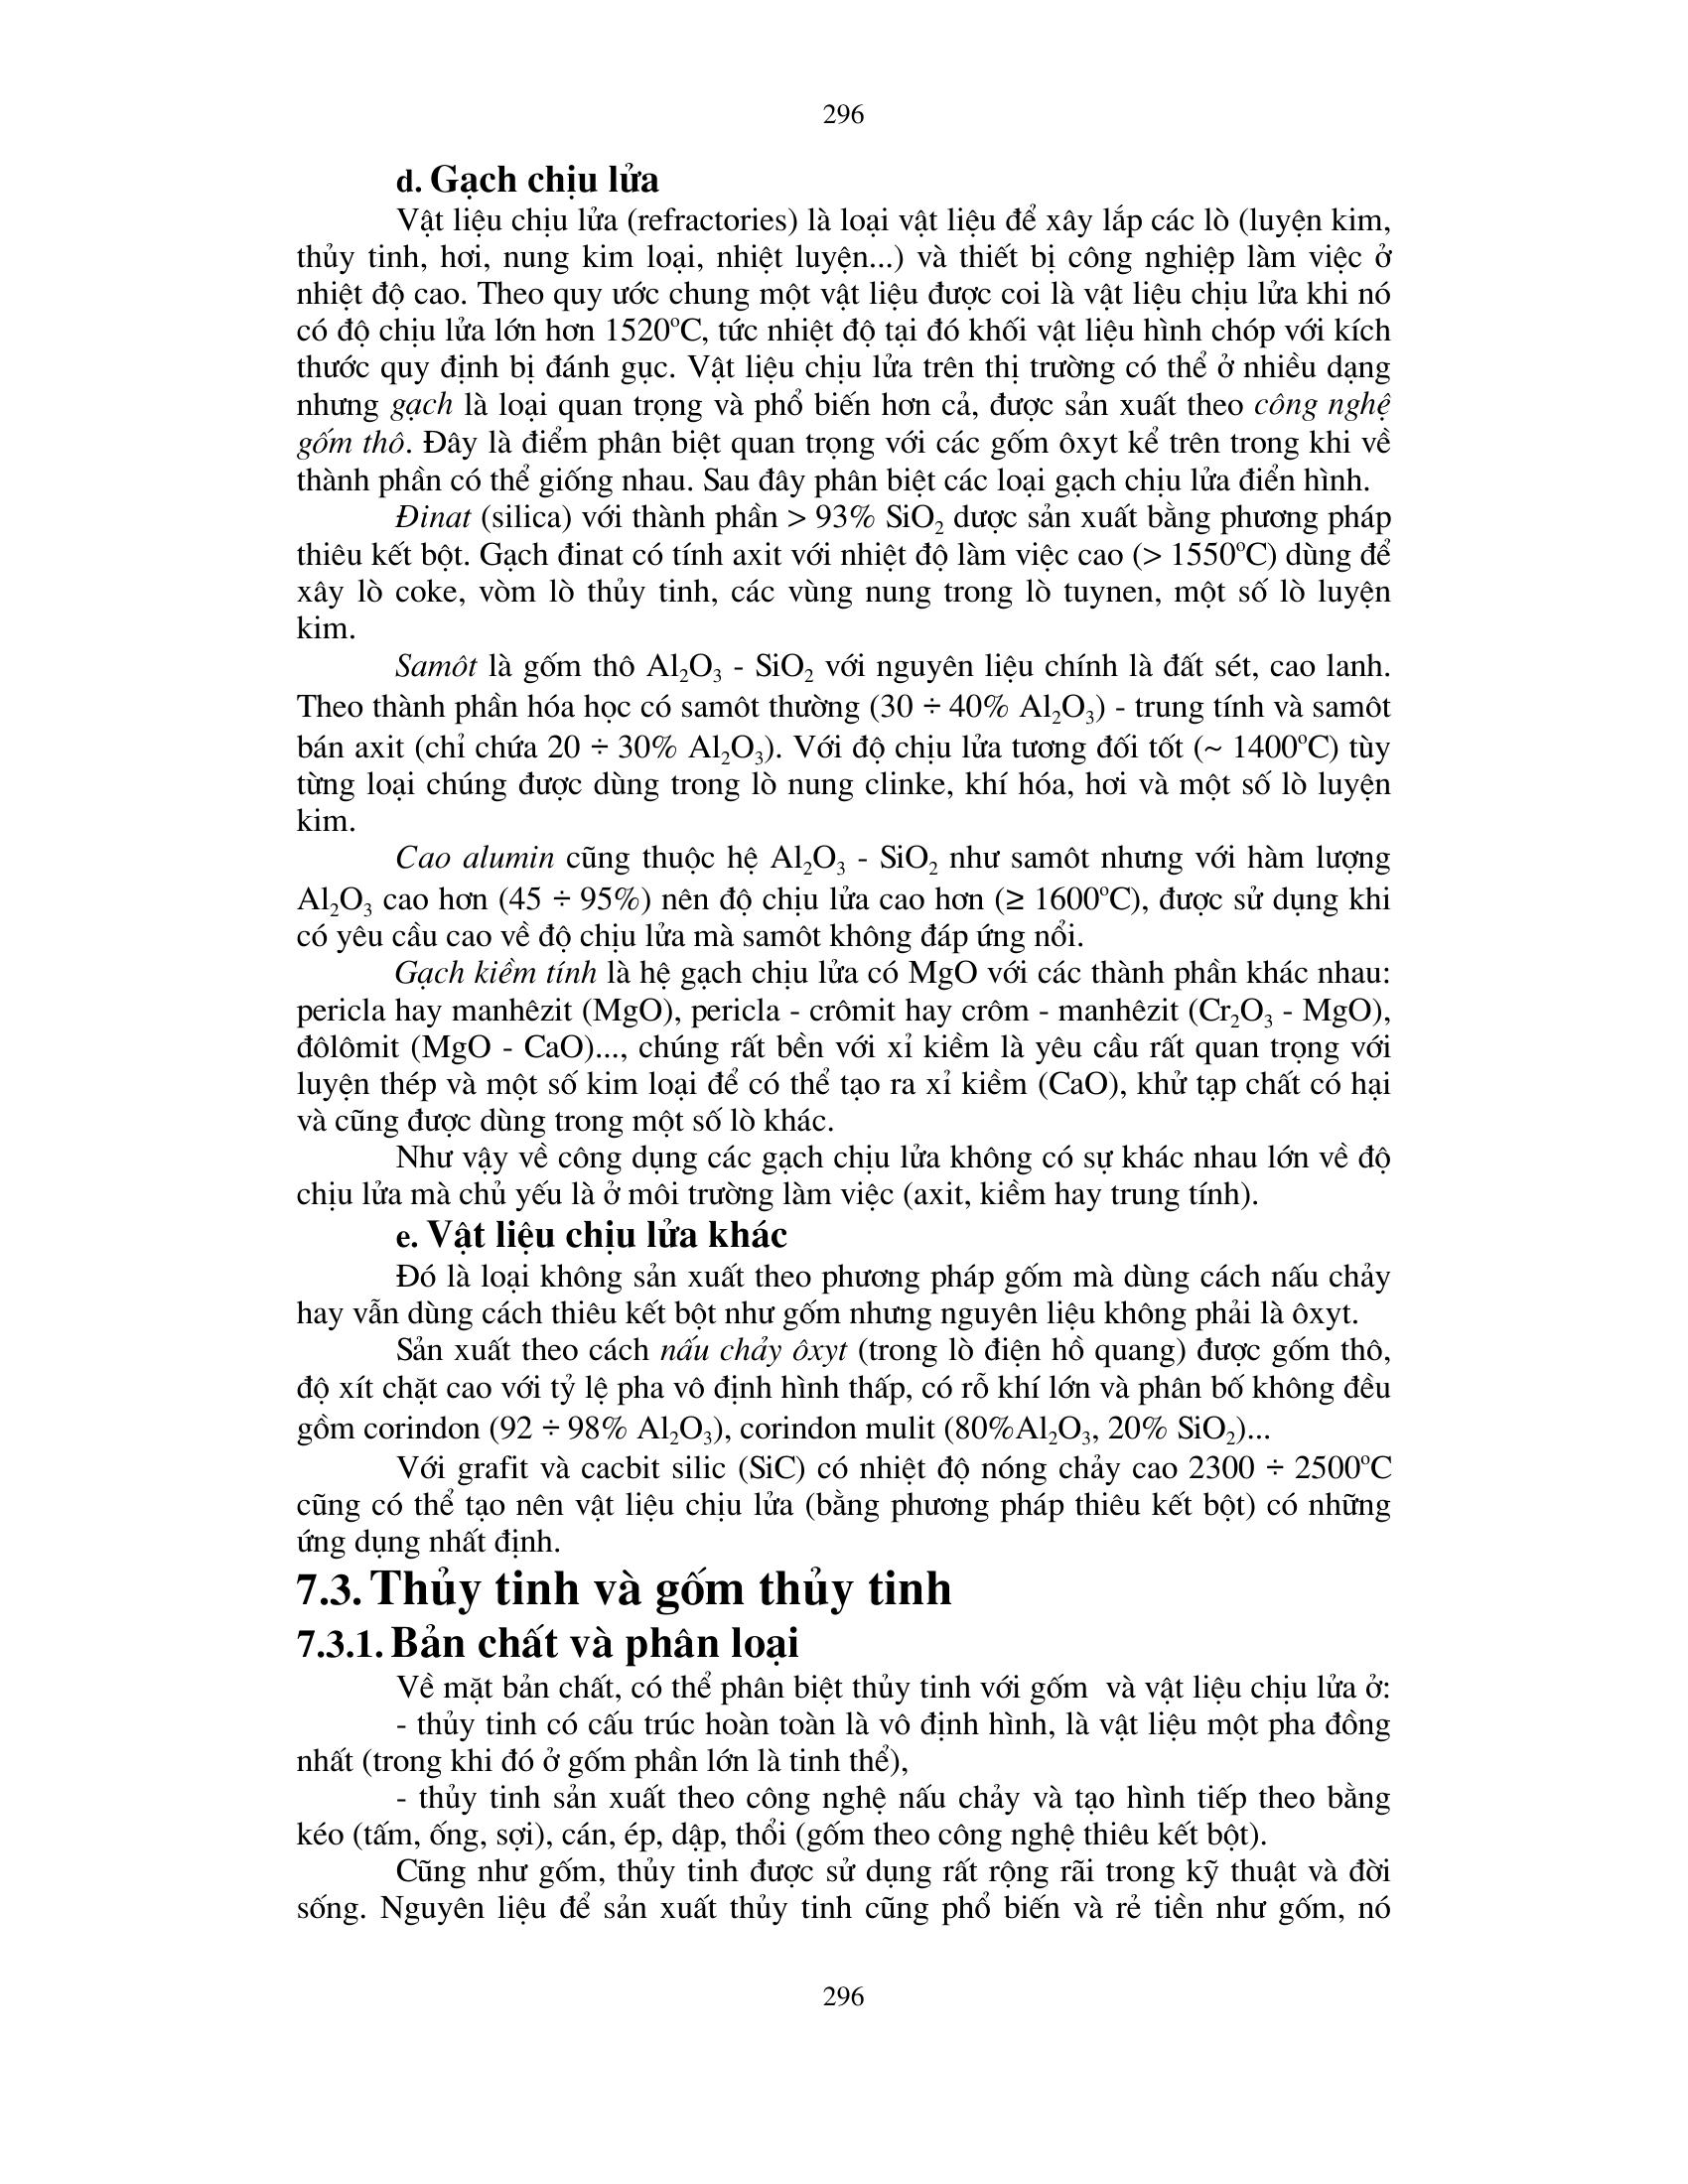 296
d. Gạch chịu lửa
Vật liệu chịu lửa (refractories) là loại vật liệu để xây lắp các lò (luyện kim,
thủy tinh, hơi, nung kim loại, nhiệt luyện...) và thiết bị công nghiệp làm việc ở
nhiệt độ cao. Theo quy ước chung một vật liệu được coi là vật liệu chịu lửa khi nó
có độ chịu lửa lớn hơn 1520ºC, tức nhiệt độ tại đó khối vật liệu hình chóp với kích
thước quy định bị đánh gục. Vật liệu chịu lửa trên thị trường có thể ở nhiều dạng
nhưng gạch là loại quan trọng và phổ biến hơn cả, được sản xuất theo công nghệ
gốm thô. Đây là điểm phân biệt quan trọng với các gốm ôxyt kể trên trong khi về
thành phần có thể giống nhau. Sau đây phân biệt các loại gạch chịu lửa điển hình.
Đinat (silica) với thành phần > 93% SiO₂ dược sản xuất bằng phương pháp
thiêu kết bột. Gạch đinat có tính axit với nhiệt độ làm việc cao (> 1550ºC) dùng để
xây lò coke, vòm lò thủy tinh, các vùng nung trong lò tuynen, một số lò luyện
kim.
Samôt là gốm thô Al₂O₃ - SiO₂ với nguyên liệu chính là đất sét, cao lanh.
Theo thành phần hóa học có samôt thường (30 ÷ 40% Al₂O₃) - trung tính và samôt
bán axit (chỉ chứa 20 ÷ 30% Al₂O₃). Với độ chịu lửa tương đối tốt (~ 1400ºC) tùy
từng loại chúng được dùng trong lò nung clinke, khí hóa, hơi và một số lò luyện
kim.
Cao alumin cũng thuộc hệ Al₂O₃ - SiO₂ như samôt nhưng với hàm lượng
Al₂O₃ cao hơn (45 ÷ 95%) nên độ chịu lửa cao hơn (≥ 1600ºC), được sử dụng khi
có yêu cầu cao về độ chịu lửa mà samôt không đáp ứng nổi.
Gạch kiềm tính là hệ gạch chịu lửa có MgO với các thành phần khác nhau:
pericla hay manhêzit (MgO), pericla - crômit hay crôm - manhêzit (Cr₂O₃ - MgO),
đôlômit (MgO - CaO)..., chúng rất bền với xỉ kiềm là yêu cầu rất quan trọng với
luyện thép và một số kim loại để có thể tạo ra xỉ kiềm (CaO), khử tạp chất có hại
và cũng được dùng trong một số lò khác.
Như vậy về công dụng các gạch chịu lửa không có sự khác nhau lớn về độ
chịu lửa mà chủ yếu là ở môi trường làm việc (axit, kiềm hay trung tính).
e. Vật liệu chịu lửa khác
Đó là loại không sản xuất theo phương pháp gốm mà dùng cách nấu chảy
hay vẫn dùng cách thiêu kết bột như gốm nhưng nguyên liệu không phải là ôxyt.
Sản xuất theo cách nấu chảy ôxyt (trong lò điện hồ quang) được gốm thô,
độ xít chặt cao với tỷ lệ pha vô định hình thấp, có rỗ khí lớn và phân bố không đều
gồm corindon (92 ÷ 98% Al₂O₃), corindon mulit (80%Al₂O₃, 20% SiO₂)...
Với grafit và cacbit silic (SiC) có nhiệt độ nóng chảy cao 2300 ÷ 2500ºC
cũng có thể tạo nên vật liệu chịu lửa (bằng phương pháp thiêu kết bột) có những
ứng dụng nhất định.
7.3. Thủy tinh và gốm thủy tinh
7.3.1. Bản chất và phân loại
Về mặt bản chất, có thể phân biệt thủy tinh với gốm và vật liệu chịu lửa ở:
- thủy tinh có cấu trúc hoàn toàn là vô định hình, là vật liệu một pha đồng
nhất (trong khi đó ở gốm phần lớn là tinh thể),
- thủy tinh sản xuất theo công nghệ nấu chảy và tạo hình tiếp theo bằng
kéo (tấm, ống, sợi), cán, ép, dập, thổi (gốm theo công nghệ thiêu kết bột).
Cũng như gốm, thủy tinh được sử dụng rất rộng rãi trong kỹ thuật và đời
sống. Nguyên liệu để sản xuất thủy tinh cũng phổ biến và rẻ tiền như gốm, nó
296